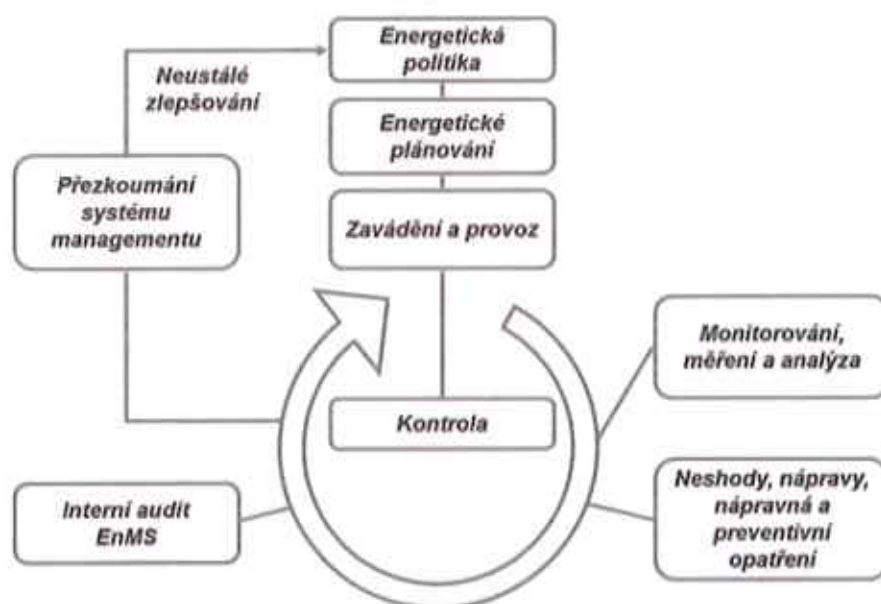 Energetická
politika
Neustálé
zlepšování
Energetické
plánování
Přezkoumání
systému
managementu
Zavádění a provoz
Monitorování,
měření a analýza
Kontrola
Interní audit
EnMS
Neshody, nápravy,
nápravná a
preventivní
opatření